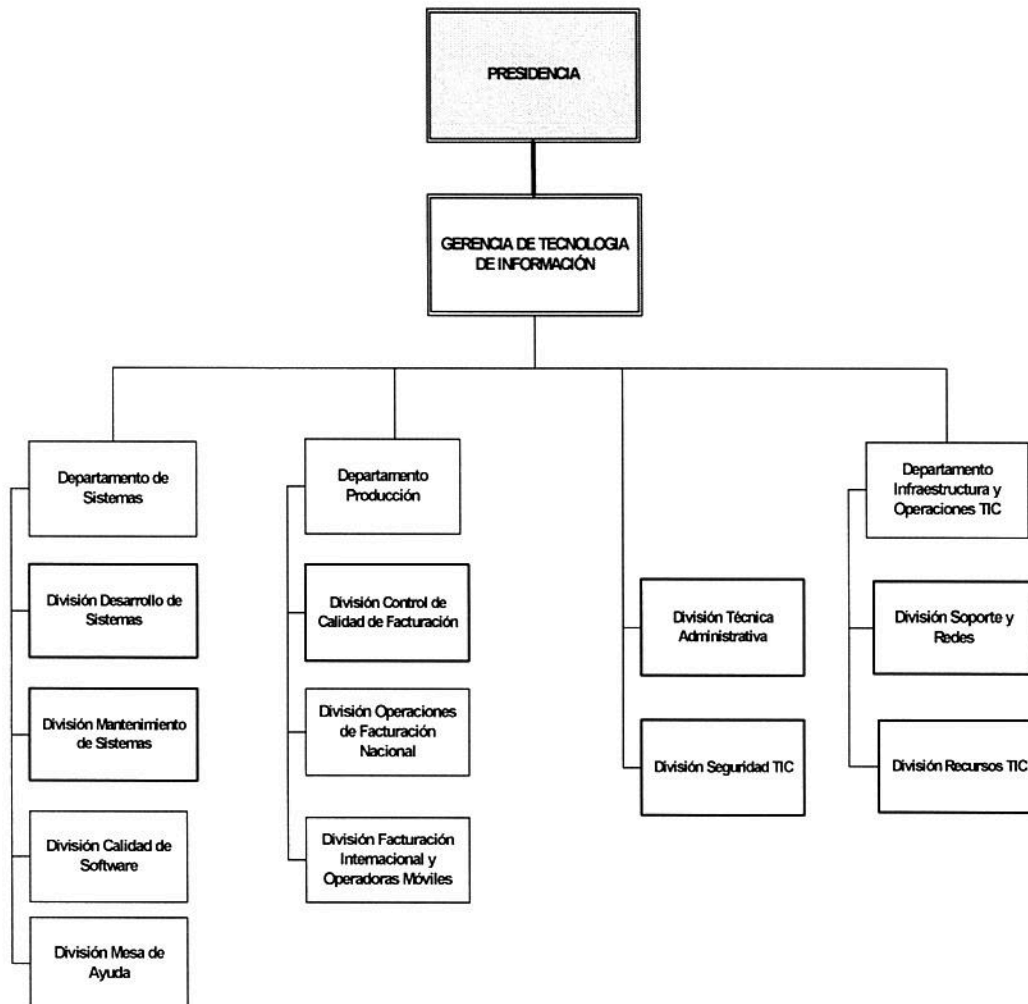 PRESIDENCIA
GERENCIA DE TECNOLOGIA
DE INFORMACIÓN
Departamento de
Sistemas
División Desarrollo de
Sistemas
División Mantenimiento
de Sistemas
División Calidad de
Software
División Mesa de
Ayuda
Departamento
Producción
División Control de
Calidad de Facturación
División Operaciones
de Facturación
Nacional
División Facturación
Internacional y
Operadoras Móviles
División Técnica
Administrativa
División Seguridad TIC
Departamento
Infraestructura y
Operaciones TIC
División Soporte y
Redes
División Recursos TIC